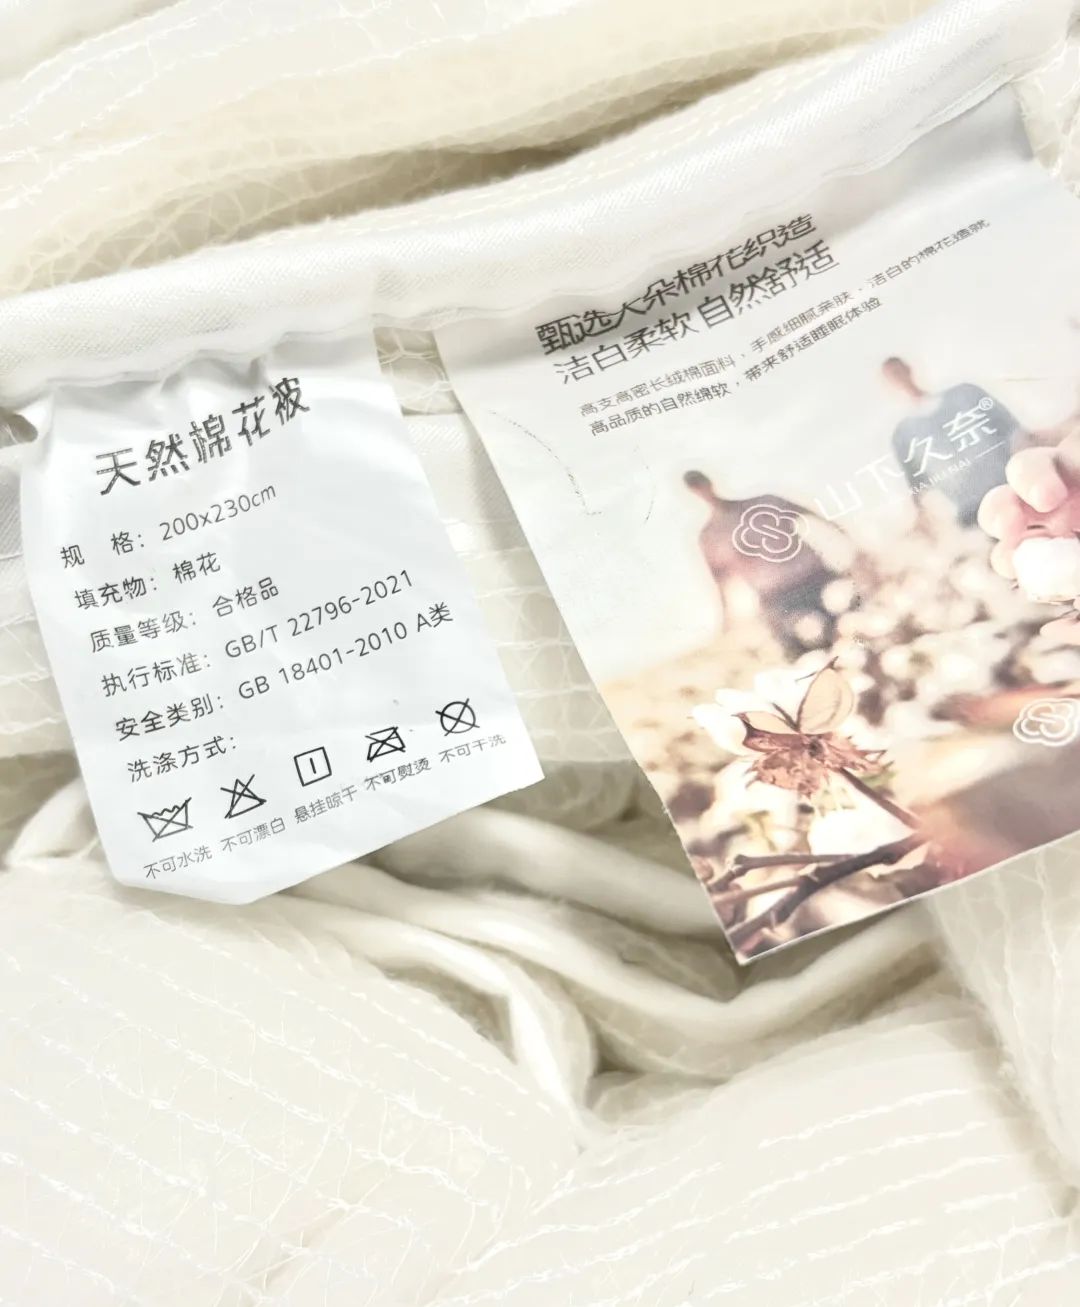 天然棉花被
规 格：200x230cm
填充物：棉花
质量等级：合格品
执行标准：GB/T 22796-2021
安全类别：GB 18401-2010 A类
洗涤方式：
不可水洗 不可漂白 悬挂晾干 不可熨烫 不可干洗
甄选大朵棉花织造
洁白柔软 自然舒适
高支高密长绒棉面料，手感细腻亲肤，洁白的棉花造就
高品质的自然绵软，带来舒适睡眠体验
山下久奈®